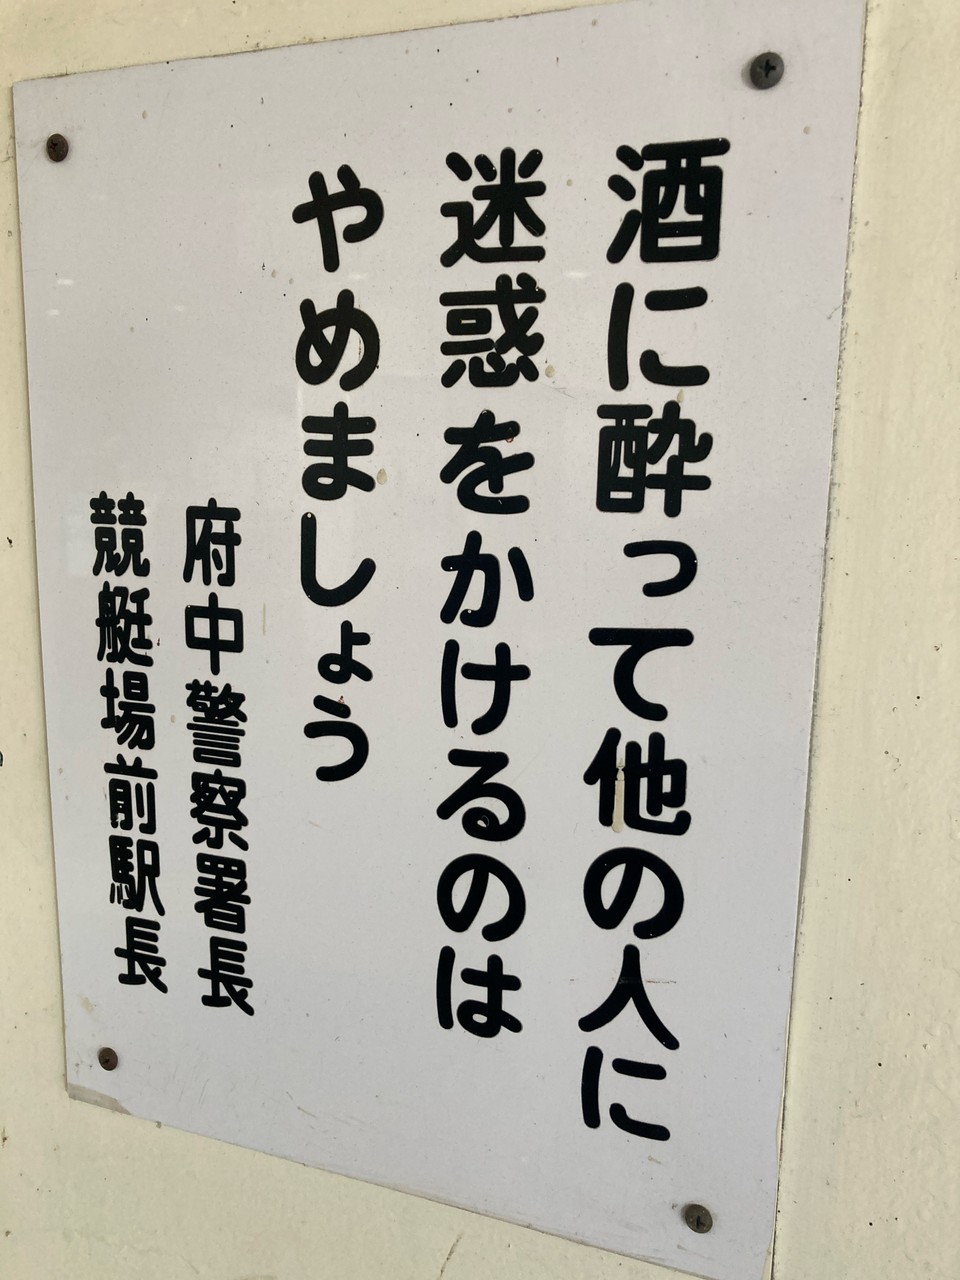 酒に酔って他の人に
迷惑をかけるのは
やめましょう
府中警察署長
競艇場前駅長